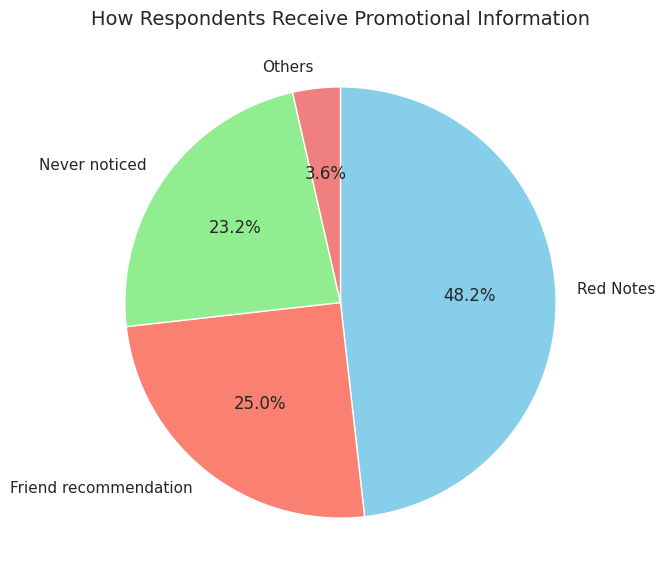 How Respondents Receive Promotional Information
Others
3.6%
Never noticed
23.2%
48.2%
Red Notes
25.0%
Friend recommendation